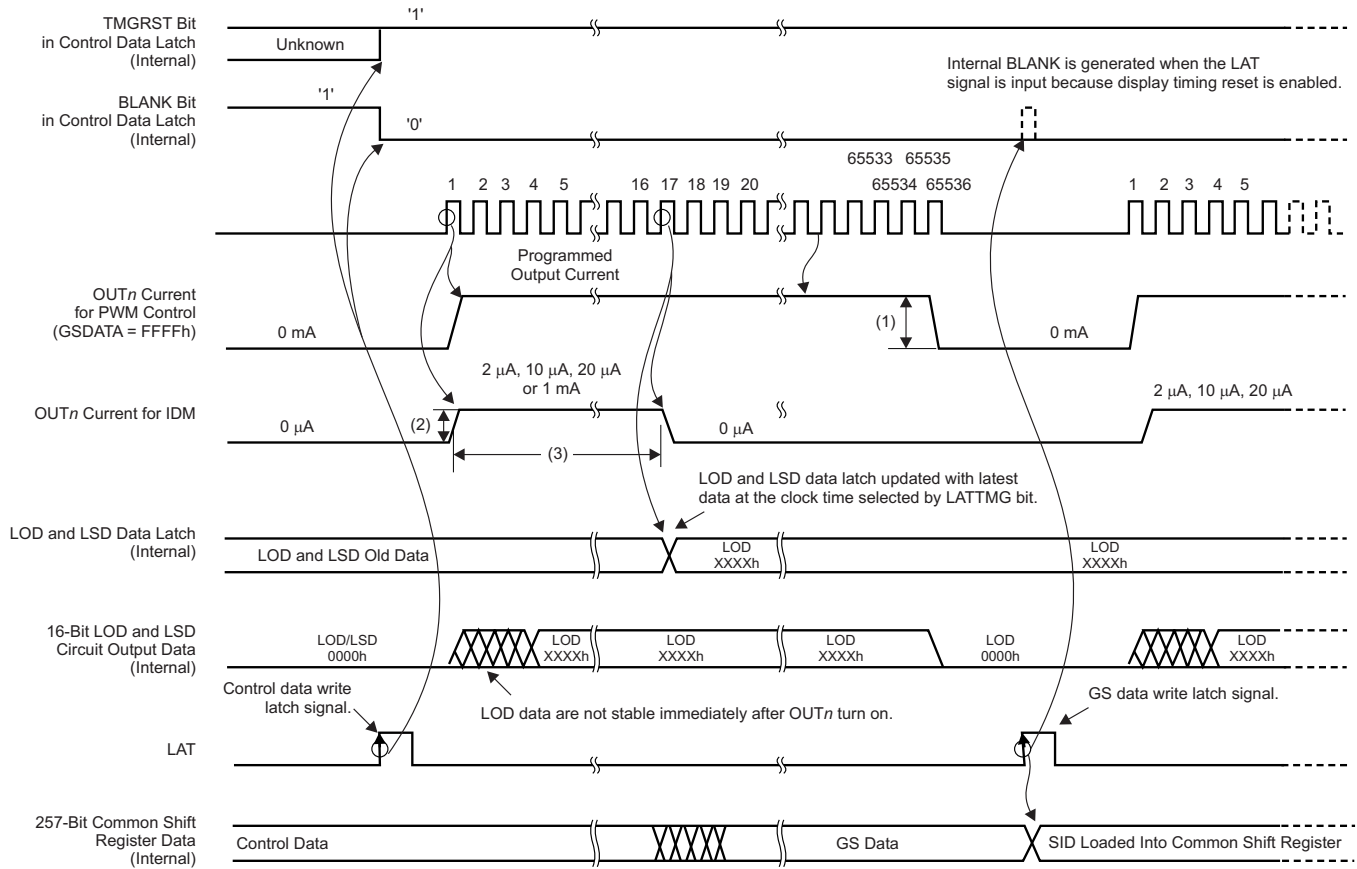 TMGRST Bit
in Control Data Latch
(Internal)
'1'
Unknown
Internal BLANK is generated when the LAT
signal is input because display timing reset is enabled.
BLANK Bit
in Control Data Latch
(Internal)
'1'
'0'
65533 65535
1 2 3 4 5 16 17 18 19 20 65534 65536 1 2 3 4 5
Programmed
Output Current
OUTn Current
for PWM Control
(GSDATA = FFFFh)
0 mA
(1)
0 mA
2 μA, 10 μA, 20 μA
or 1 mA
2 μA, 10 μA, 20 μA
OUTn Current for IDM
0 μA
(2)
0 μA
(3)
LOD and LSD data latch updated with latest
data at the clock time selected by LATTMG bit.
LOD and LSD Data Latch
(Internal)
LOD and LSD Old Data
LOD
XXXXh
LOD
XXXXh
16-Bit LOD and LSD
Circuit Output Data
(Internal)
LOD/LSD
0000h
LOD
XXXXh
LOD
XXXXh
LOD
XXXXh
LOD
0000h
LOD
XXXXh
Control data write
latch signal.
LOD data are not stable immediately after OUTn turn on.
GS data write latch signal.
LAT
257-Bit Common Shift
Register Data
(Internal)
Control Data
GS Data
SID Loaded Into Common Shift Register